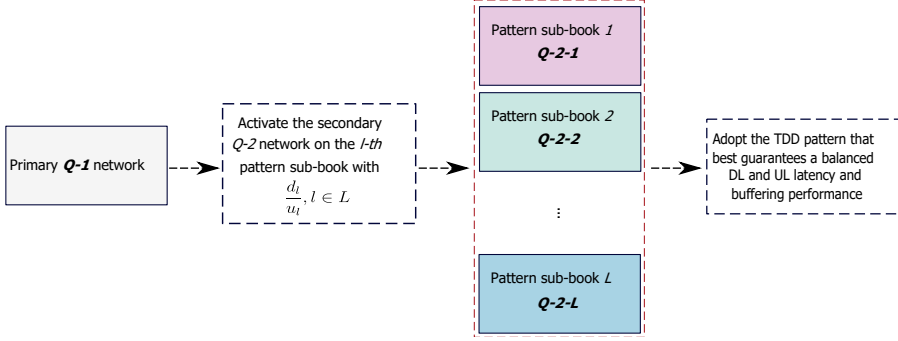 Primary Q-1 network
Activate the secondary
Q-2 network on the l-th
pattern sub-book with
d_l/u_l, l ∈ L
Pattern sub-book 1
Q-2-1
Pattern sub-book 2
Q-2-2
...
Pattern sub-book L
Q-2-L
Adopt the TDD pattern that
best guarantees a balanced
DL and UL latency and
buffering performance